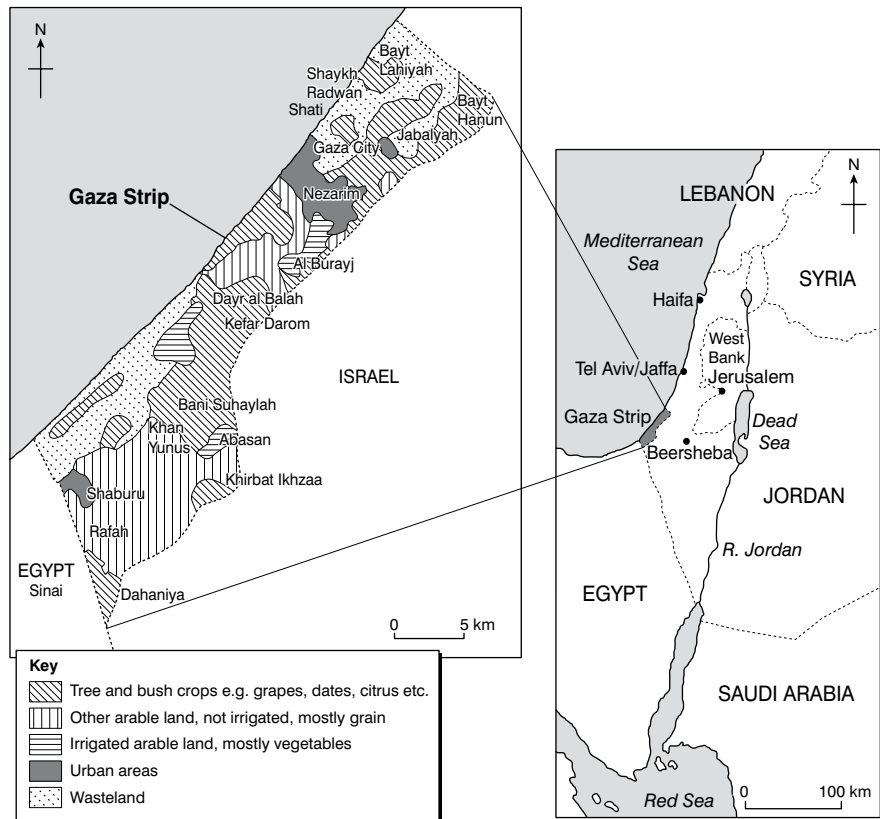 N
Bayt
Lahiyah
Shaykh
Radwan
Shati
Bayt
Hanun
Jabalyah
Gaza City
Nezarim
Gaza Strip
Al Burayj
Dayr al Balah
Kefar Darom
ISRAEL
Bani Suhaylah
Khan
Yunus
Abasan
Khirbat Ikhzaa
Shaburu
Rafah
EGYPT
Sinai
Dahaniya
0 5 km
Key
Tree and bush crops e.g. grapes, dates, citrus etc.
Other arable land, not irrigated, mostly grain
Irrigated arable land, mostly vegetables
Urban areas
Wasteland
N
LEBANON
Mediterranean
Sea
SYRIA
Haifa
West
Bank
Tel Aviv/Jaffa
Jerusalem
Gaza Strip
Dead
Sea
Beersheba
JORDAN
R. Jordan
EGYPT
SAUDI ARABIA
0 100 km
Red Sea